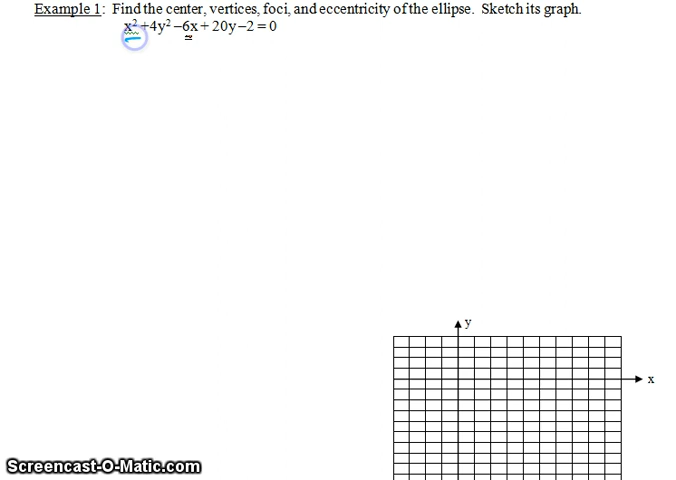 Example 1: Find the center, vertices, foci, and eccentricity of the ellipse. Sketch its graph.
x² +4y² −6x + 20y −2 = 0
y
x
Screencast-O-Matic.com